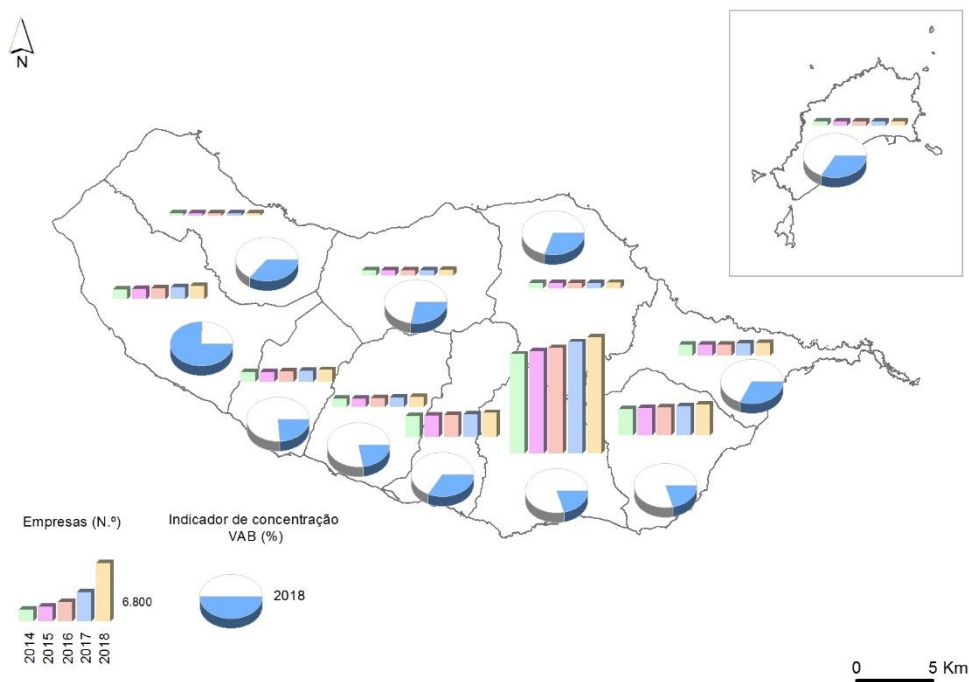 N
Empresas (N.º)
6.800
2014
2015
2016
2017
2018
Indicador de concentração
VAB (%)
2018
0 5 Km